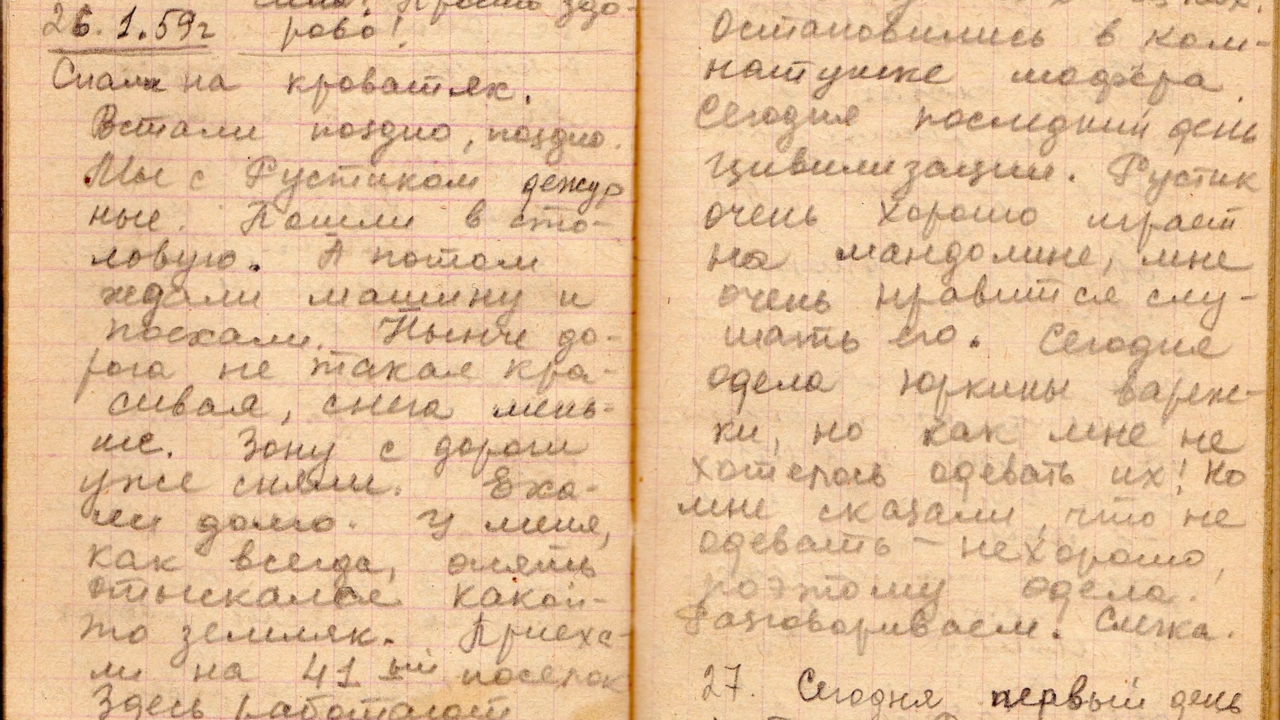 Просто здо-
26.1.59г рово!
Спали на кроватях.
Встали поздно, поздно.
Мы с Рустиком дежур
ные. Пошли в сто-
ловую. А потом
ждали машину и
поехали. Нынче до-
рога не такая кра-
сивая, снега мень-
ше. Зону с дороги
уже сняли. Еха-
ли долго. У меня,
как всегда, опять
отыскался какой-
то земляк. Приеха-
ли на 41ый поселок
Здесь работают
Остановились в ком-
натушке шофера.
Сегодня последний день
цивилизации. Рустик
очень хорошо играет
на мандолине, мне
очень нравится слу-
шать его. Сегодня
одела Юркины вареж-
ки, но как мне не
хотелось одевать их! Но
мне сказали, что не
одевать – нехорошо,
поэтому одела.
Разговариваем.
27. Сегодня первый день